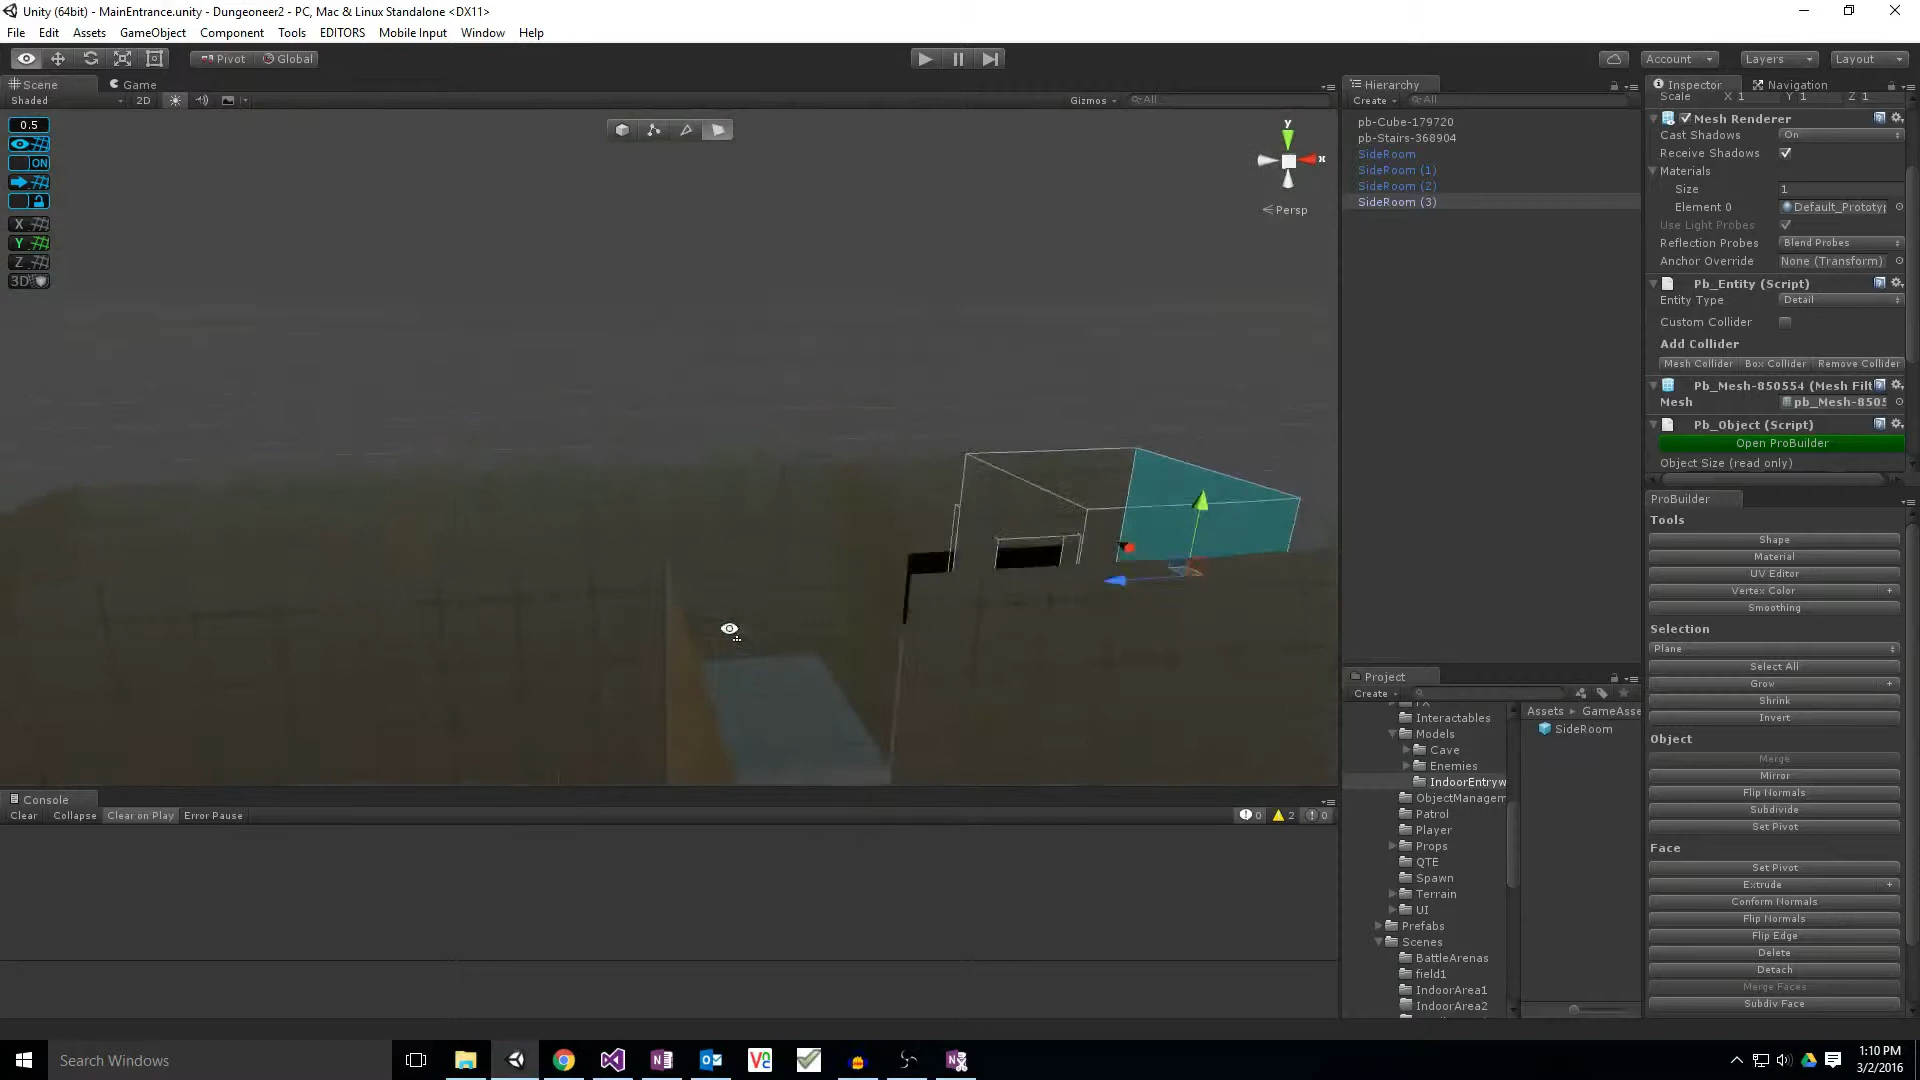 Unity (64bit) - MainEntrance.unity - Dungeoneer2 - PC, Mac & Linux Standalone <DX11>
File Edit Assets GameObject Component Tools EDITORS Mobile Input Window Help
Pivot Global Account Layers Layout
Scene Game
Shaded 2D Gizmos All
0.5
ON
X
Y
Z
3D
y
x
Persp
Hierarchy
Create All
pb-Cube-179720
pb-Stairs-368904
SideRoom
SideRoom (1)
SideRoom (2)
SideRoom (3)
Inspector Navigation
Scale X 1 Y 1 Z 1
Mesh Renderer
Cast Shadows On
Receive Shadows
Materials
Size 1
Element 0 Default_Prototyp
Use Light Probes
Reflection Probes Blend Probes
Anchor Override None (Transform)
Pb_Entity (Script)
Entity Type Detail
Custom Collider
Add Collider
Mesh Collider Box Collider Remove Collider
Pb_Mesh-850554 (Mesh Filt
Mesh pb_Mesh-8505
Pb_Object (Script)
Open ProBuilder
Object Size (read only)
ProBuilder
Tools
Shape
Material
UV Editor
Vertex Color +
Smoothing
Selection
Plane
Select All
Grow +
Shrink
Invert
Object
Merge
Mirror
Flip Normals
Subdivide
Set Pivot
Face
Set Pivot
Extrude +
Conform Normals
Flip Normals
Flip Edge
Delete
Detach
Merge Faces
Subdiv Face
Project
Create
Interactables
Models
Cave
Enemies
IndoorEntryw
ObjectManagem
Patrol
Player
Props
QTE
Spawn
Terrain
UI
Prefabs
Scenes
BattleArenas
field1
IndoorArea1
IndoorArea2
Assets GameAsse
SideRoom
Console
Clear Collapse Clear on Play Error Pause 0 2 0
Search Windows
1:10 PM
3/2/2016